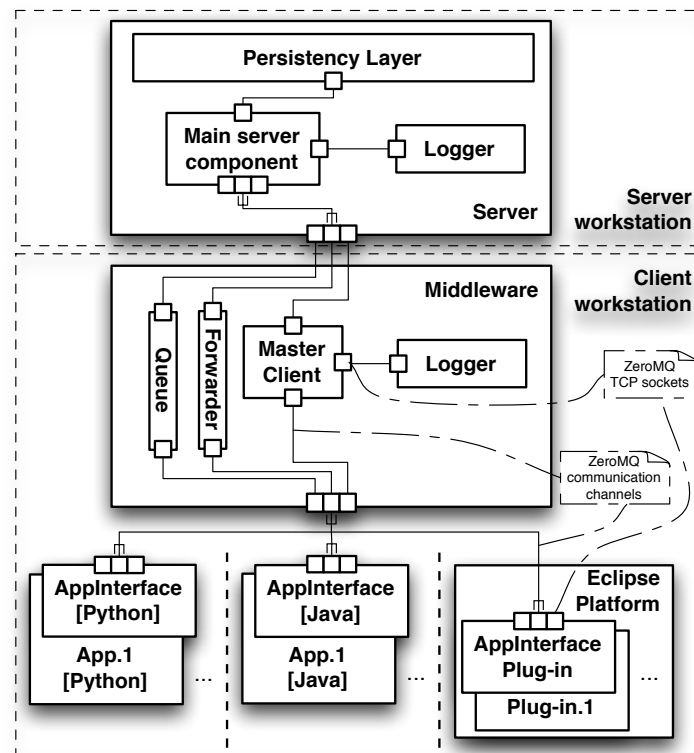 Persistency Layer
Main server
component
Logger
Server
Server
workstation
Client
workstation
Middleware
Queue
Forwarder
Master
Client
Logger
ZeroMQ
TCP sockets
ZeroMQ
communication
channels
AppInterface
[Python]
App.1
[Python]
...
AppInterface
[Java]
App.1
[Java]
...
Eclipse
Platform
AppInterface
Plug-in
Plug-in.1
...